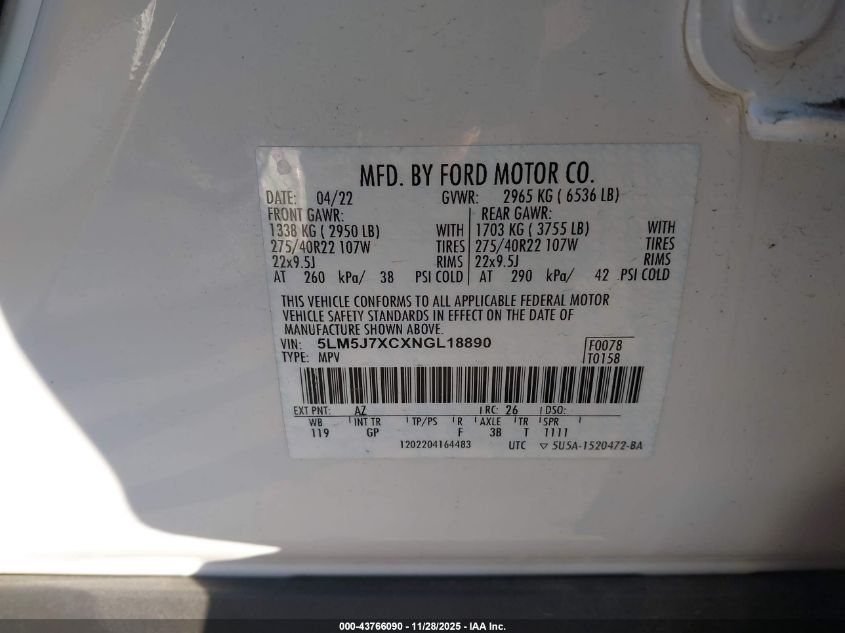 MFD. BY FORD MOTOR CO.
DATE: 04/22 GVWR: 2965 KG ( 6536 LB)
FRONT GAWR: REAR GAWR:
1338 KG ( 2950 LB) WITH 1703 KG ( 3755 LB) WITH
275/40R22 107W TIRES 275/40R22 107W TIRES
22x9.5J RIMS 22x9.5J RIMS
AT 260 kPa/ 38 PSI COLD AT 290 kPa/ 42 PSI COLD
THIS VEHICLE CONFORMS TO ALL APPLICABLE FEDERAL MOTOR
VEHICLE SAFETY STANDARDS IN EFFECT ON THE DATE OF
MANUFACTURE SHOWN ABOVE.
VIN: 5LM5J7XCXNGL18890 F0078
TYPE: MPV T0158
EXT PNT: AZ RC: 26 DSO:
WB INT TR TP/PS R AXLE TR SPR
119 GP F 3B T 1111
1202204164483 UTC ▽ 5U5A-1520472-BA
000-43766090 - 11/28/2025 - IAA Inc.